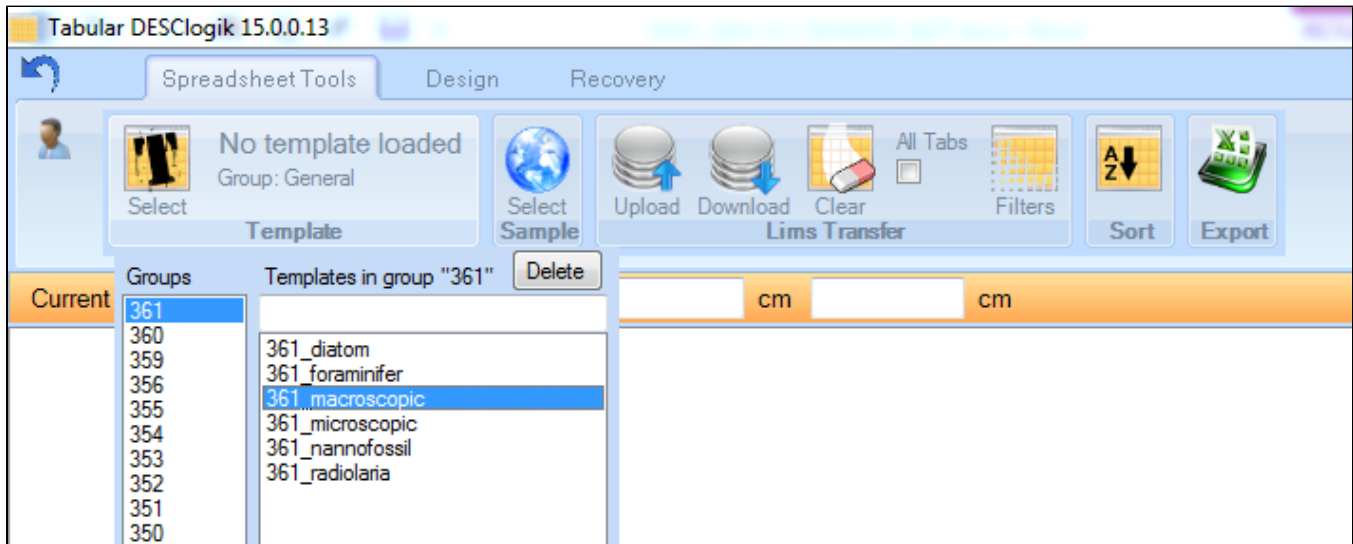 Tabular DESClogik 15.0.0.13
Spreadsheet Tools Design Recovery
No template loaded
Group: General
Select
Template
Select
Sample
Upload Download Clear All Tabs Filters
Lims Transfer
A
Z
Sort
Export
Current cm cm
Groups
361
360
359
356
355
354
353
352
351
350
Templates in group "361" Delete
361_diatom
361_foraminifer
361_macroscopic
361_microscopic
361_nannofossil
361_radiolaria